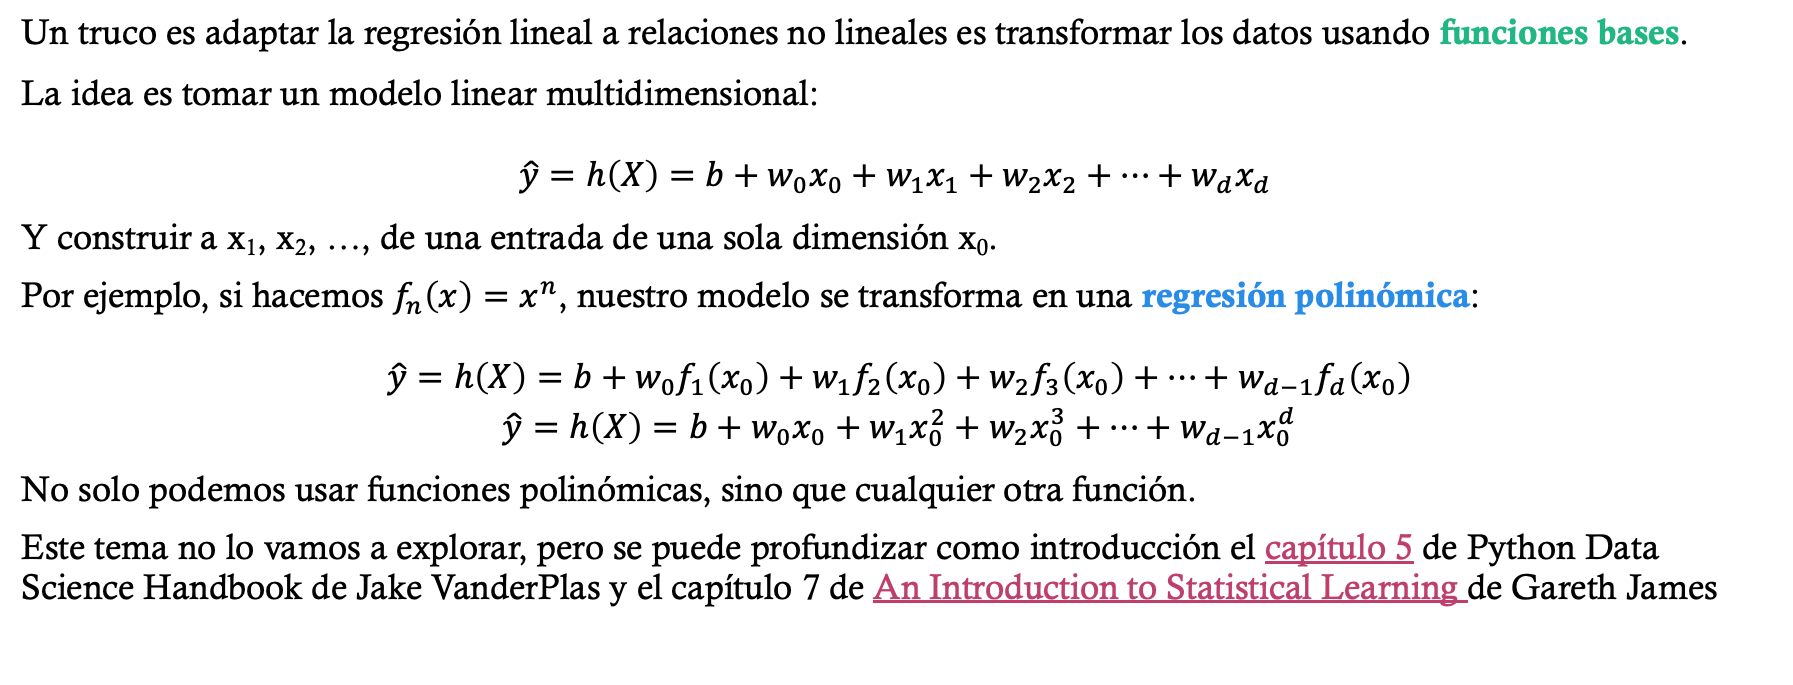 Un truco es adaptar la regresión lineal a relaciones no lineales es transformar los datos usando funciones bases.
La idea es tomar un modelo linear multidimensional:
ŷ = h(X) = b + w₀x₀ + w₁x₁ + w₂x₂ + ⋯ + w_d x_d
Y construir a x₁, x₂, …, de una entrada de una sola dimensión x₀.
Por ejemplo, si hacemos fₙ(x) = xⁿ, nuestro modelo se transforma en una regresión polinómica:
ŷ = h(X) = b + w₀f₁(x₀) + w₁f₂(x₀) + w₂f₃(x₀) + ⋯ + w_{d−1}f_d(x₀)
ŷ = h(X) = b + w₀x₀ + w₁x₀² + w₂x₀³ + ⋯ + w_{d−1}x₀^d
No solo podemos usar funciones polinómicas, sino que cualquier otra función.
Este tema no lo vamos a explorar, pero se puede profundizar como introducción el capítulo 5 de Python Data
Science Handbook de Jake VanderPlas y el capítulo 7 de An Introduction to Statistical Learning de Gareth James